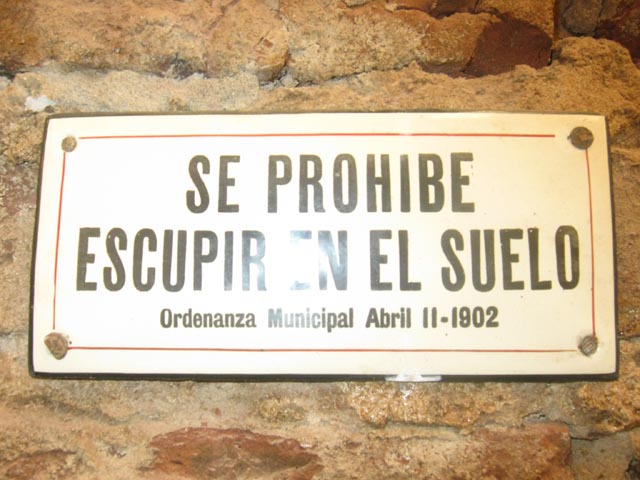 SE PROHIBE
ESCUPIR EN EL SUELO
Ordenanza Municipal Abril 11-1902